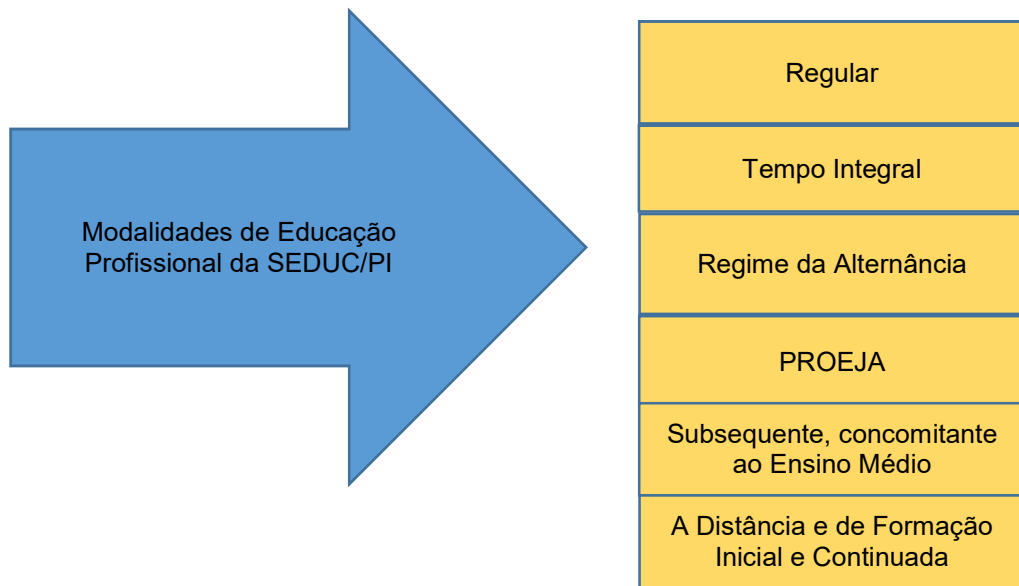 Modalidades de Educação
Profissional da SEDUC/PI
Regular
Tempo Integral
Regime da Alternância
PROEJA
Subsequente, concomitante
ao Ensino Médio
A Distância e de Formação
Inicial e Continuada